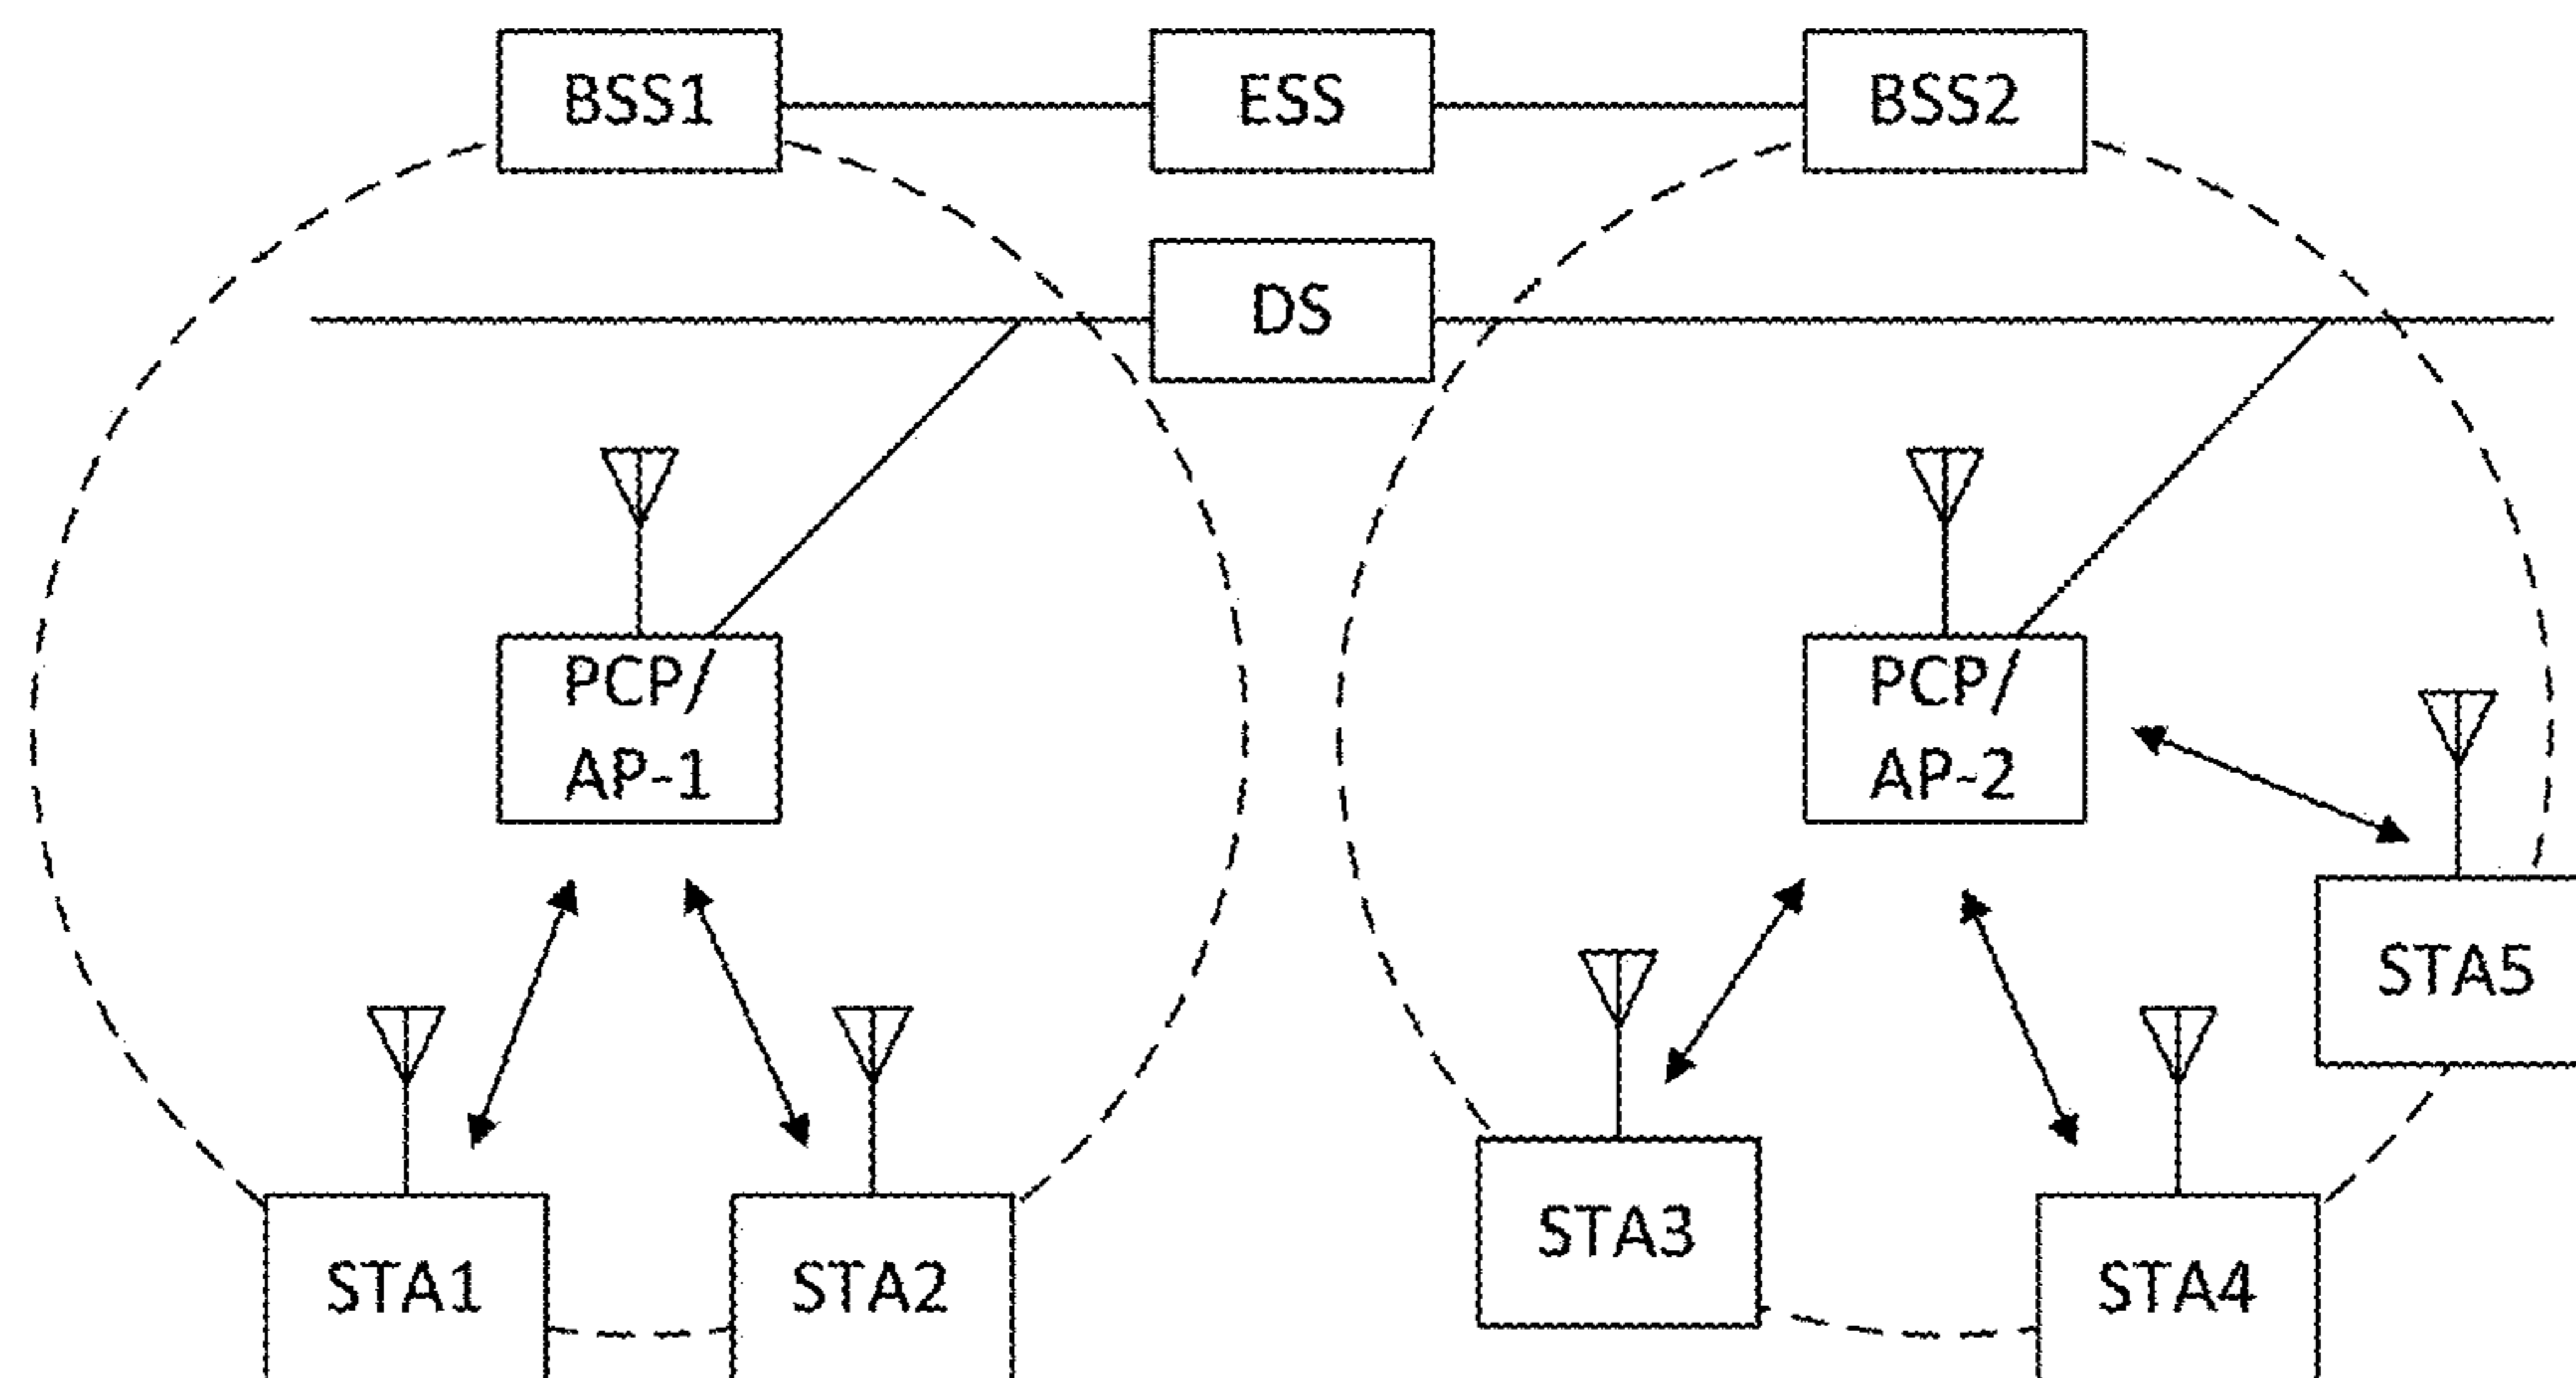 BSS1
ESS
BSS2
DS
PCP/
AP-1
PCP/
AP-2
STA5
STA3
STA1
STA2
STA4